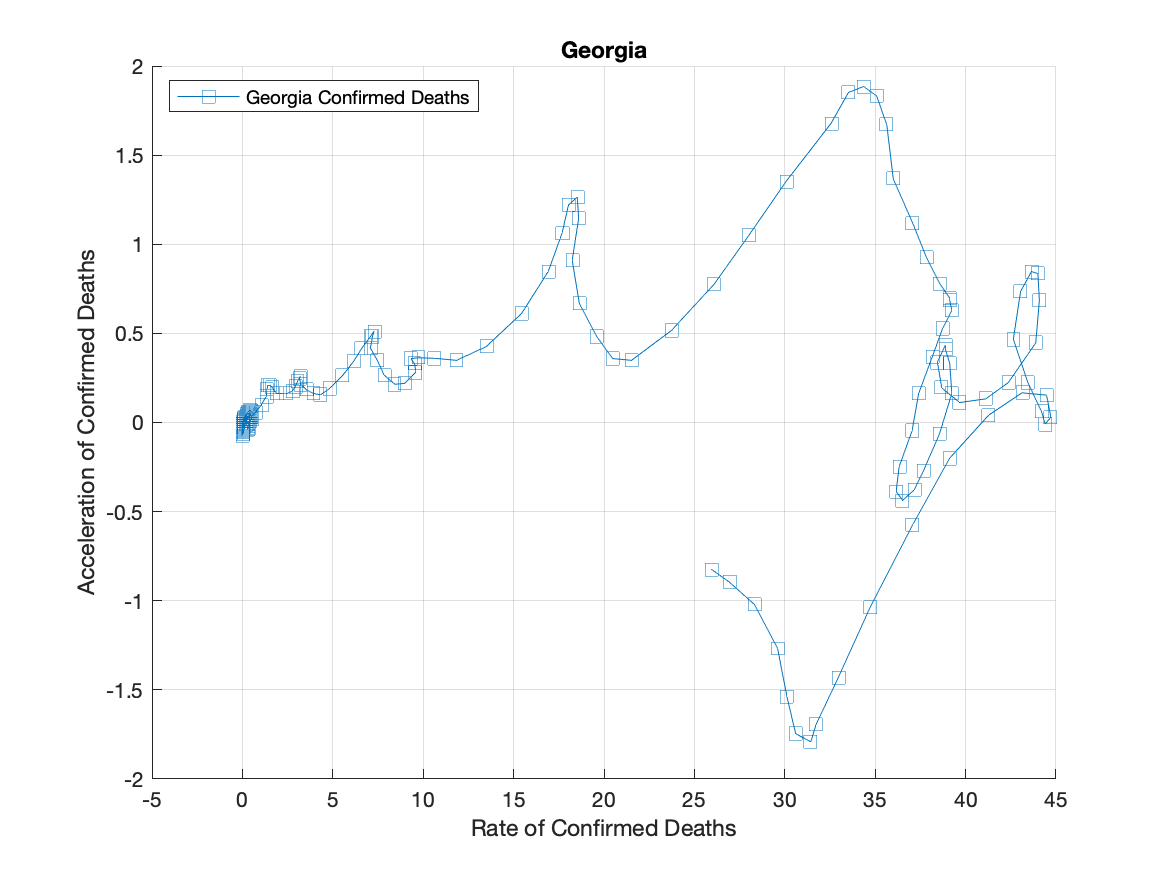 Georgia
Georgia Confirmed Deaths
2
1.5
1
0.5
0
-0.5
-1
-1.5
-2
Acceleration of Confirmed Deaths
-5 0 5 10 15 20 25 30 35 40 45
Rate of Confirmed Deaths